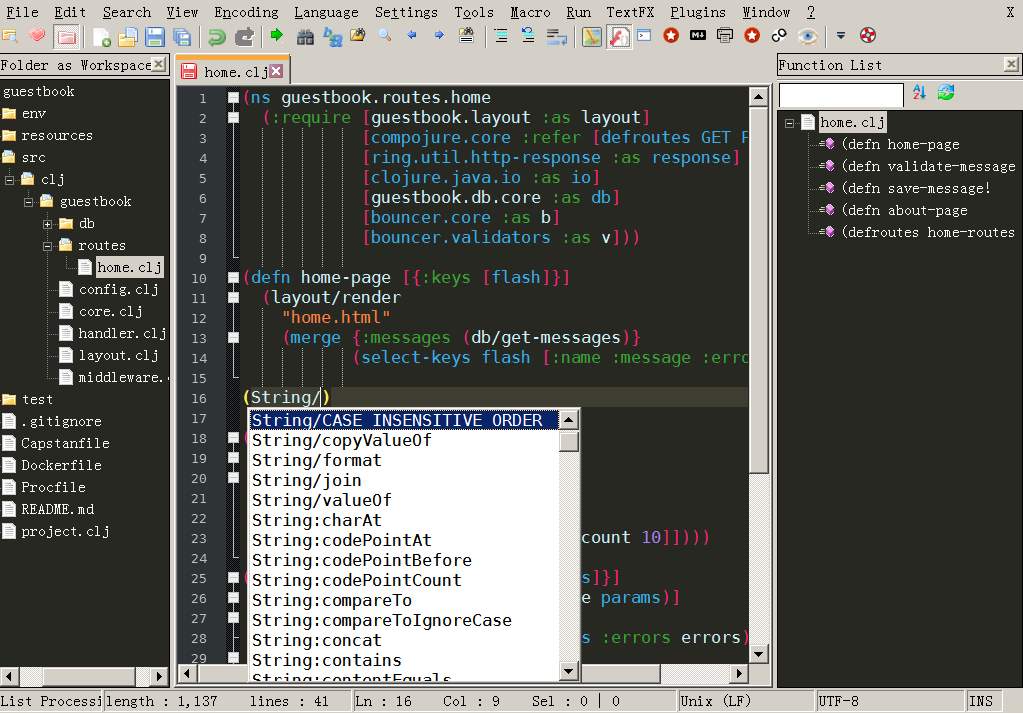 File Edit Search View Encoding Language Settings Tools Macro Run TextFX Plugins Window ? X
Folder as Workspace
guestbook
env
resources
src
clj
guestbook
db
routes
home.clj
config.clj
core.clj
handler.clj
layout.clj
middleware.
test
.gitignore
Capstanfile
Dockerfile
Procfile
README.md
project.clj
home.clj
1 (ns guestbook.routes.home
2 (:require [guestbook.layout :as layout]
3 [compojure.core :refer [defroutes GET
4 [ring.util.http-response :as response]
5 [clojure.java.io :as io]
6 [guestbook.db.core :as db]
7 [bouncer.core :as b]
8 [bouncer.validators :as v]))
9
10 (defn home-page [{:keys [flash]}]
11 (layout/render
12 "home.html"
13 (merge {:messages (db/get-messages)}
14 (select-keys flash [:name :message :erro
15
16 (String/)
17
18 (
19
20
21
22
23 count 10]])))
24
25 ( s]}]
26 e params)]
27
28 s :errors errors)
29
String/CASE_INSENSITIVE_ORDER
String/copyValueOf
String/format
String/join
String/valueOf
String:charAt
String:codePointAt
String:codePointBefore
String:codePointCount
String:compareTo
String:compareToIgnoreCase
String:concat
String:contains
String:contentEquals
Function List
home.clj
(defn home-page
(defn validate-message
(defn save-message!
(defn about-page
(defroutes home-routes
List Processi length : 1,137 lines : 41 Ln : 16 Col : 9 Sel : 0 | 0 Unix (LF) UTF-8 INS